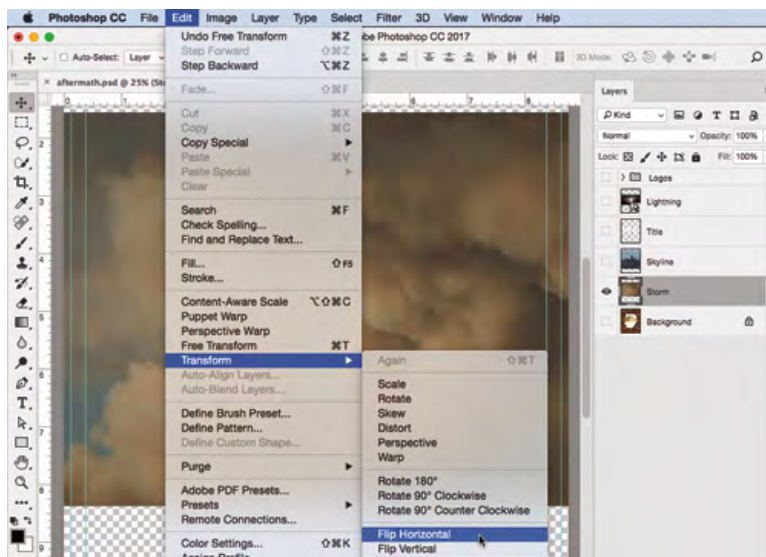 Photoshop CC File Edit Image Layer Type Select Filter 3D View Window Help
be Photoshop CC 2017
Auto-Select: Layer
3D Mode:
aftermath.psd @ 25% (Sto
Undo Free Transform ⌘Z
Step Forward ⇧⌘Z
Step Backward ⌥⌘Z
Fade... ⇧⌘F
Cut ⌘X
Copy ⌘C
Copy Special
Paste ⌘V
Paste Special
Clear
Search ⌘F
Check Spelling...
Find and Replace Text...
Fill... ⇧F5
Stroke...
Content-Aware Scale ⌥⇧⌘C
Puppet Warp
Perspective Warp
Free Transform ⌘T
Transform
Auto-Align Layers...
Auto-Blend Layers...
Define Brush Preset...
Define Pattern...
Define Custom Shape...
Purge
Adobe PDF Presets...
Presets
Remote Connections...
Color Settings... ⇧⌘K
Again ⇧⌘T
Scale
Rotate
Skew
Distort
Perspective
Warp
Rotate 180°
Rotate 90° Clockwise
Rotate 90° Counter Clockwise
Flip Horizontal
Flip Vertical
Layers
Kind
Normal Opacity: 100%
Lock: Fill: 100%
Logos
Lightning
Title
Skyline
Storm
Background